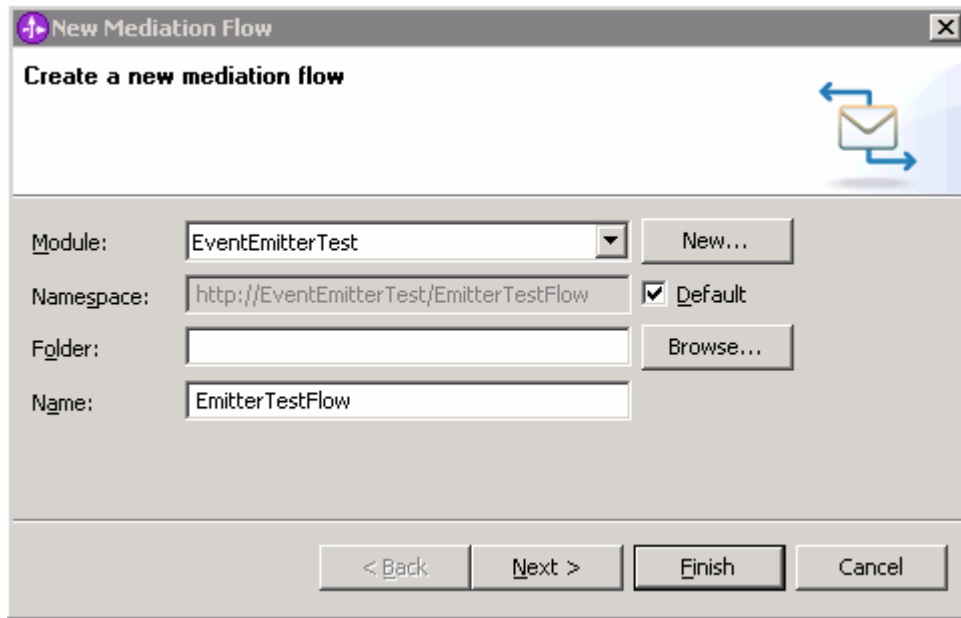 New Mediation Flow
Create a new mediation flow
Module: EventEmitterTest New...
Namespace: http://EventEmitterTest/EmitterTestFlow Default
Folder: Browse...
Name: EmitterTestFlow
< Back Next > Finish Cancel